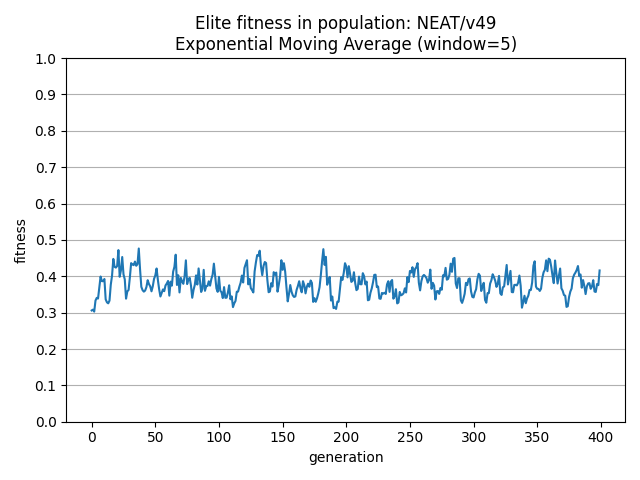 Elite fitness in population: NEAT/v49
Exponential Moving Average (window=5)
1.0
0.9
0.8
0.7
0.6
0.5
0.4
0.3
0.2
0.1
0.0
fitness
0 50 100 150 200 250 300 350 400
generation